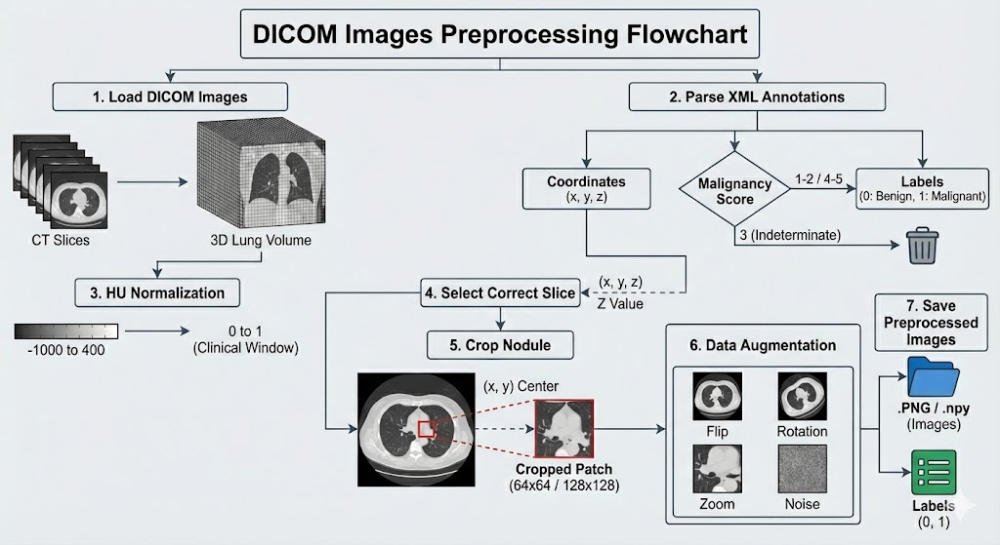 DICOM Images Preprocessing Flowchart
1. Load DICOM Images
2. Parse XML Annotations
CT Slices
3D Lung Volume
Coordinates
(x, y, z)
Malignancy
Score
1-2 / 4-5
Labels
(0: Benign, 1: Malignant)
3 (Indeterminate)
3. HU Normalization
-1000 to 400
0 to 1
(Clinical Window)
4. Select Correct Slice
(x, y, z)
Z Value
5. Crop Nodule
(x, y) Center
Cropped Patch
(64x64 / 128x128)
6. Data Augmentation
Flip
Rotation
Zoom
Noise
7. Save
Preprocessed
Images
.PNG / .npy
(Images)
Labels
(0, 1)